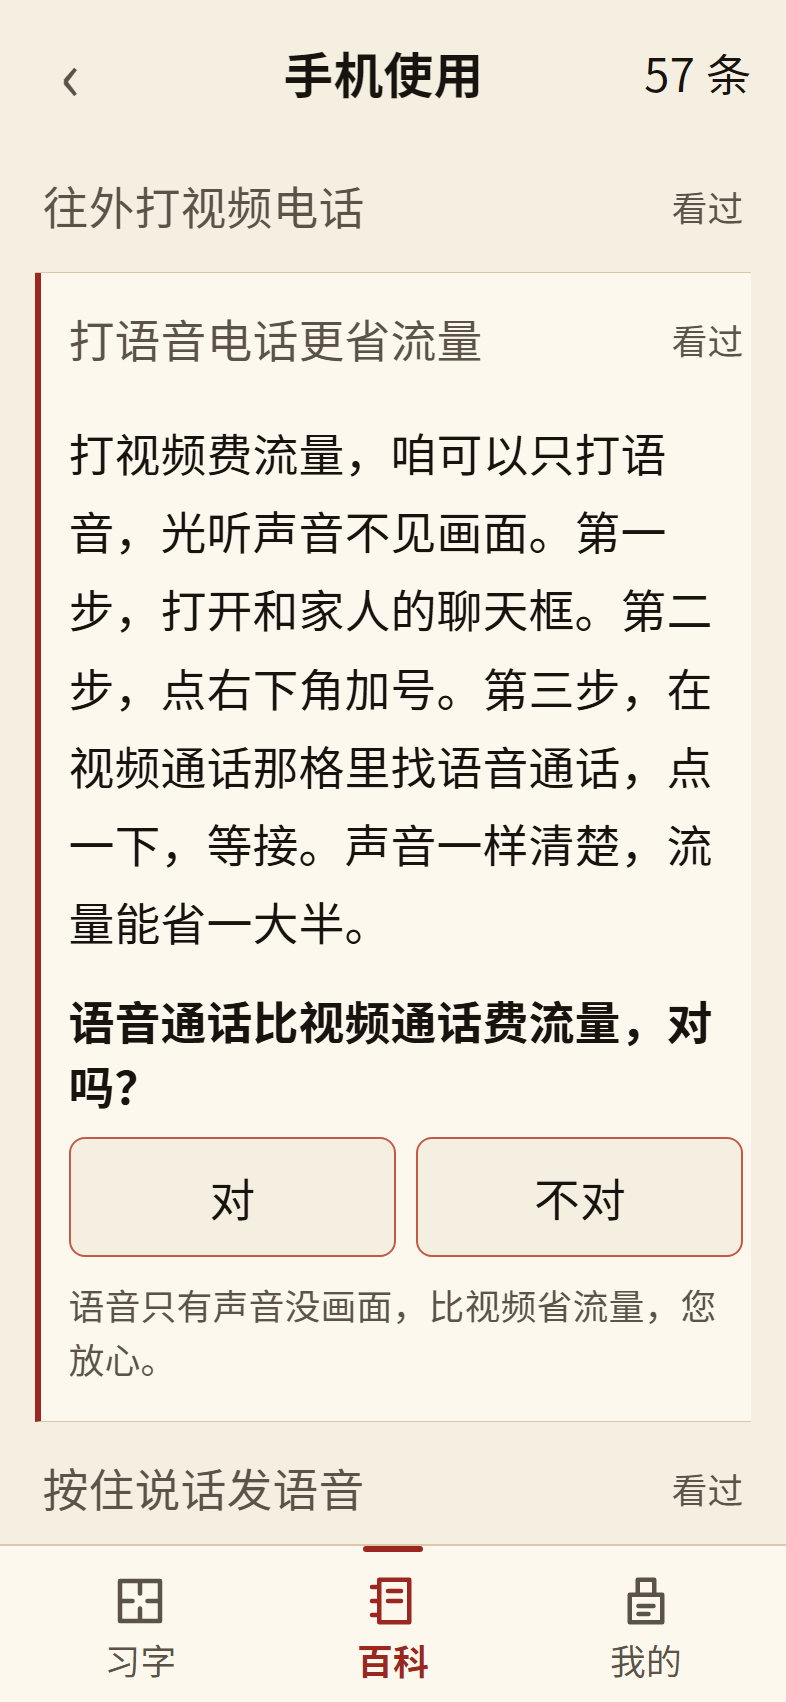 ‹
手机使用
57 条
往外打视频电话
看过
打语音电话更省流量
看过
打视频费流量，咱可以只打语
音，光听声音不见画面。第一
步，打开和家人的聊天框。第二
步，点右下角加号。第三步，在
视频通话那格里找语音通话，点
一下，等接。声音一样清楚，流
量能省一大半。
语音通话比视频通话费流量，对
吗？
对
不对
语音只有声音没画面，比视频省流量，您
放心。
按住说话发语音
看过
习字
百科
我的